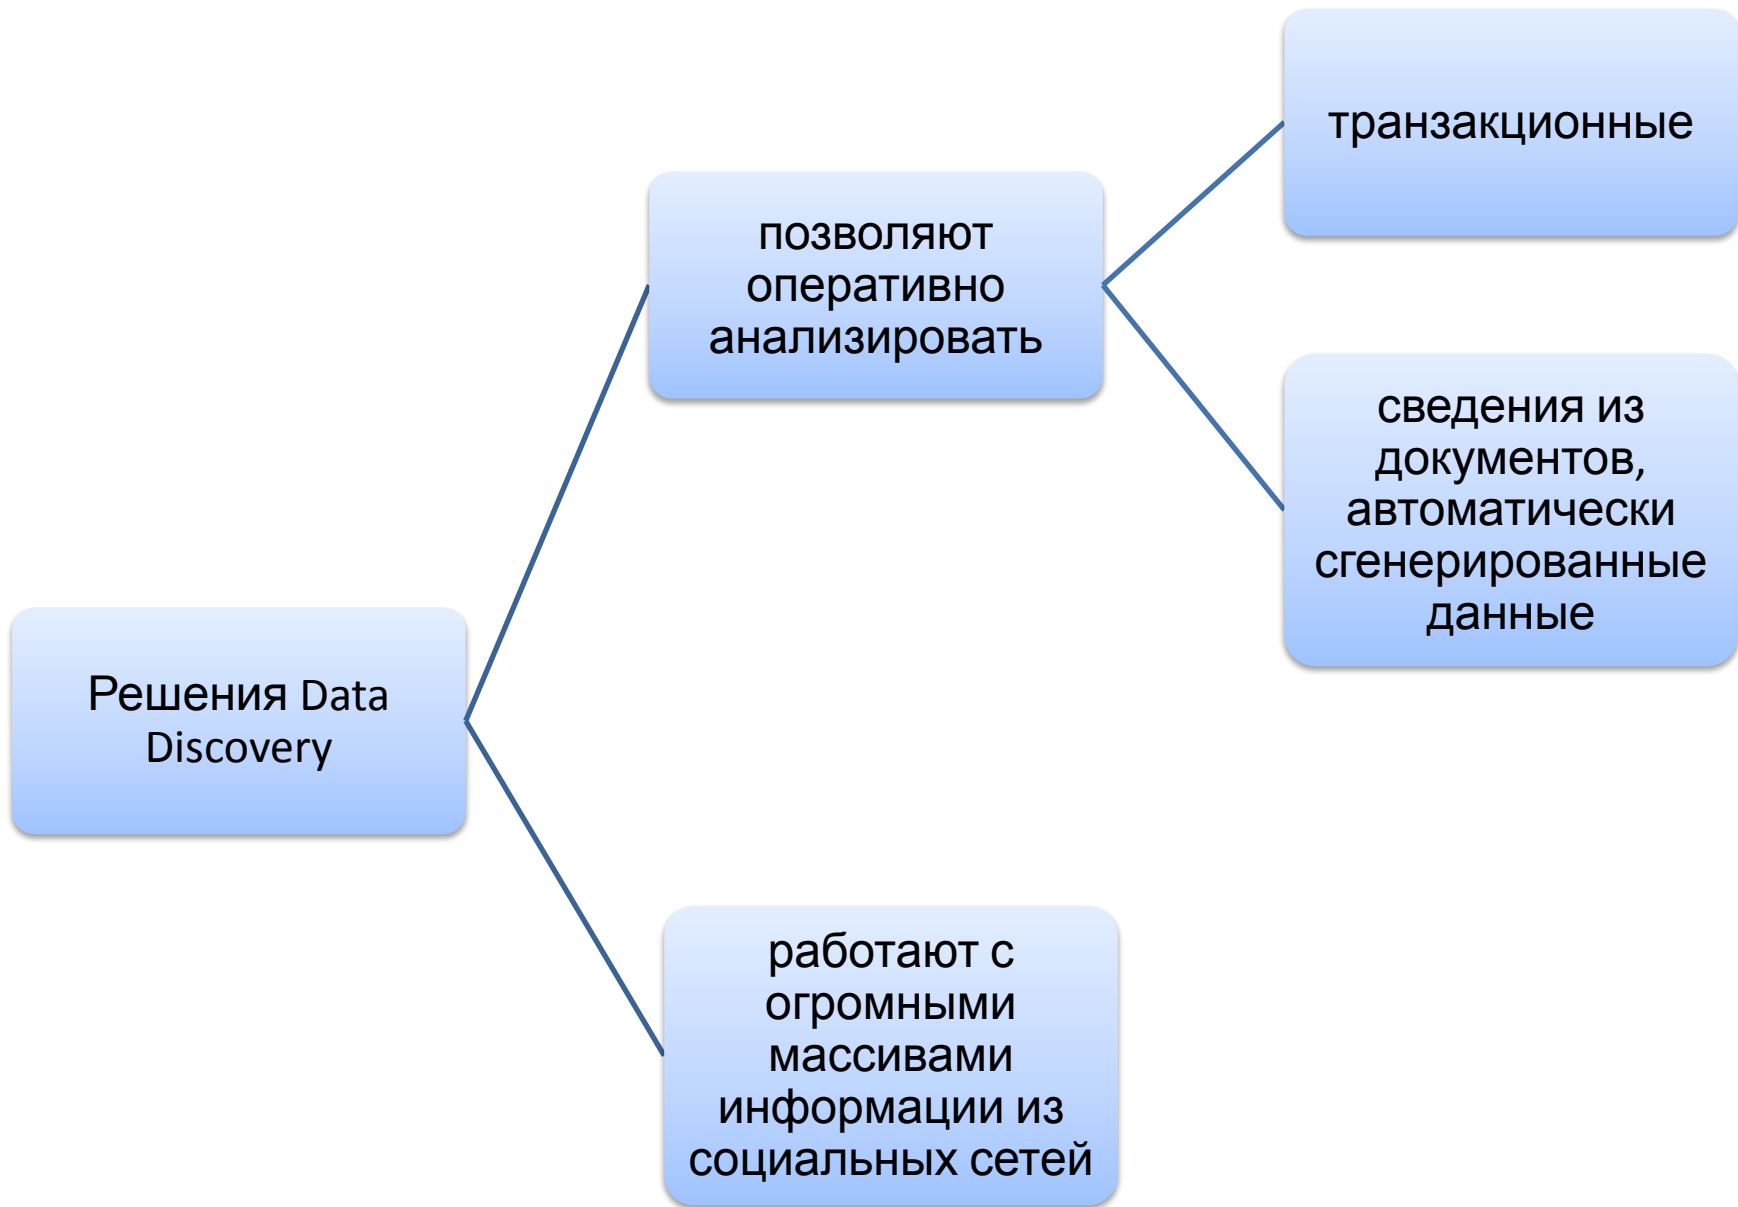 транзакционные
позволяют
оперативно
анализировать
сведения из
документов,
автоматически
сгенерированные
данные
Решения Data
Discovery
работают с
огромными
массивами
информации из
социальных сетей